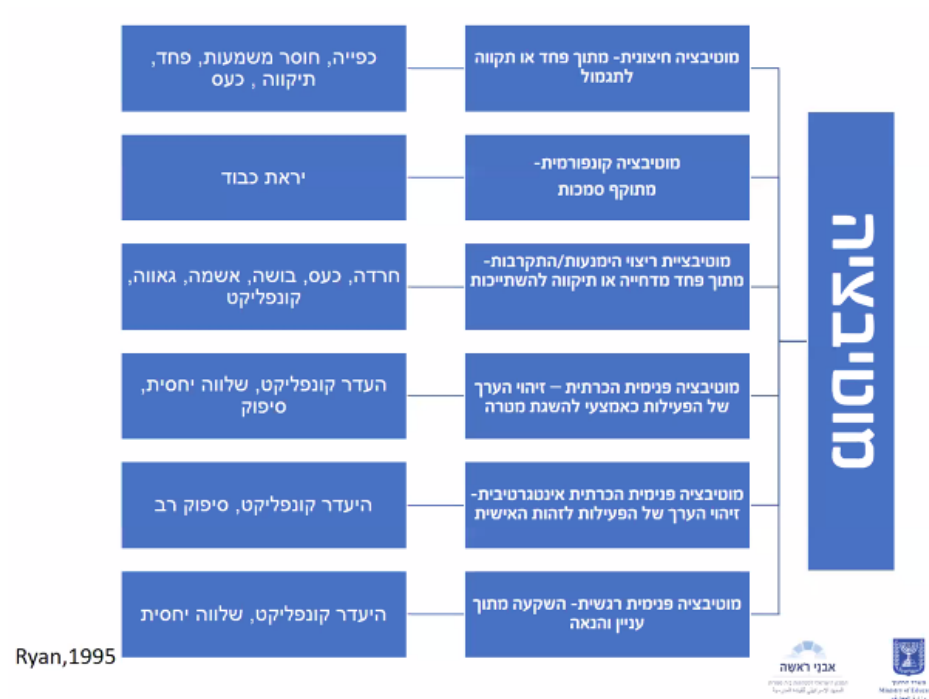 מוטיבציה
מוטיבציה חיצונית- מתוך פחד או תקווה
לתגמול
כפייה, חוסר משמעות, פחד,
תיקווה , כעס
מוטיבציה קונפורמית-
מתוקף סמכות
יראת כבוד
מוטיבציית ריצוי הימנעות/התקרבות-
מתוך פחד מדחייה או תיקווה להשתייכות
חרדה, כעס, בושה, אשמה, גאווה,
קונפליקט
מוטיבציה פנימית הכרתית – זיהוי הערך
של הפעילות כאמצעי להשגת מטרה
העדר קונפליקט, שלווה יחסית,
סיפוק
מוטיבציה פנימית הכרתית אינטגרטיבית-
זיהוי הערך של הפעילות לזהות האישית
היעדר קונפליקט, סיפוק רב
מוטיבציה פנימית רגשית- השקעה מתוך
עניין והנאה
היעדר קונפליקט, שלווה יחסית
Ryan,1995
אבני ראשה
משרד החינוך